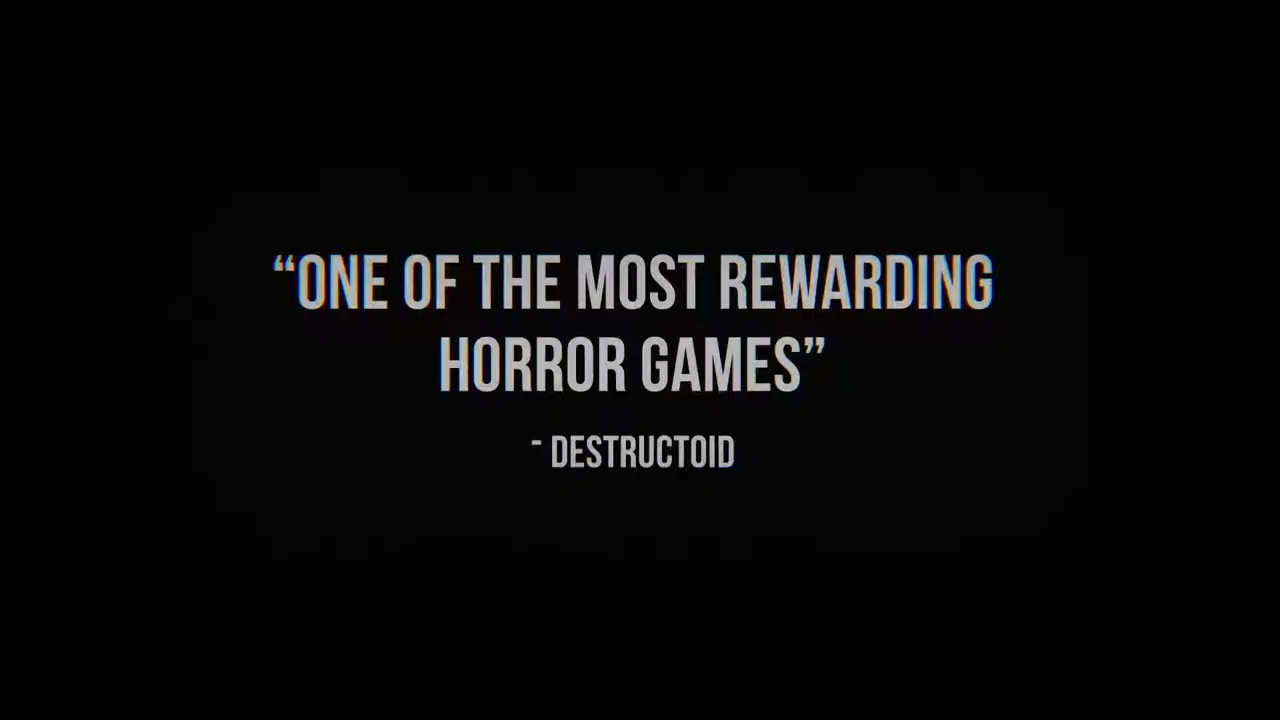 “ONE OF THE MOST REWARDING
HORROR GAMES”
- DESTRUCTOID